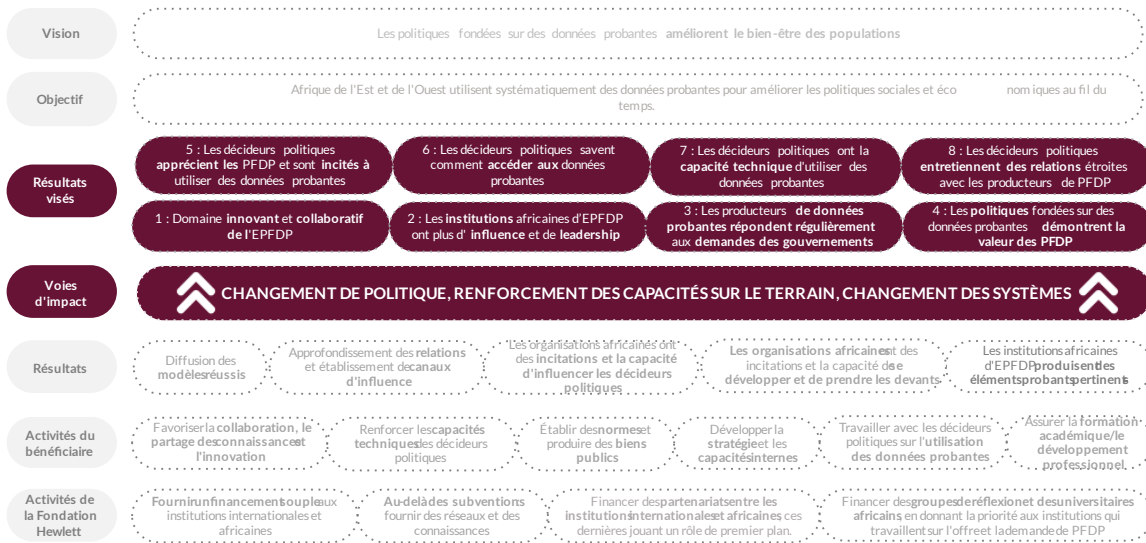 Vision
Les politiques fondées sur des données probantes améliorent le bien-être des populations
Objectif
Afrique de l'Est et de l'Ouest utilisent systématiquement des données probantes pour améliorer les politiques sociales et éco nomiques au fil du
temps.
Résultats
visés
5 : Les décideurs politiques
apprécient les PFDP et sont incités à
utiliser des données probantes
6 : Les décideurs politiques savent
comment accéder aux données
probantes
7 : Les décideurs politiques ont la
capacité technique d'utiliser des
données probantes
8 : Les décideurs politiques
entretiennent des relations étroites
avec les producteurs de PFDP
1 : Domaine innovant et collaboratif
de l'EPFDP
2 : Les institutions africaines d'EPFDP
ont plus d' influence et de leadership
3 : Les producteurs de données
probantes répondent régulièrement
aux demandes des gouvernements
4 : Les politiques fondées sur des
données probantes démontrent la
valeur des PFDP
Voies
d'impact
CHANGEMENT DE POLITIQUE, RENFORCEMENT DES CAPACITÉS SUR LE TERRAIN, CHANGEMENT DES SYSTÈMES
Résultats
Diffusion des
modèles réussis
Approfondissement des relations
et établissement de canaux
d'influence
Les organisations africaines ont
des incitations et la capacité
d'influencer les décideurs
politiques
Les organisations africaines ont des
incitations et la capacité de se
développer et de prendre les devants
Les institutions africaines
d'EPFDP produisent des
éléments probants pertinents
Activités du
bénéficiaire
Favoriser la collaboration, le
partage des connaissances et
l'innovation
Renforcer les capacités
techniques des décideurs
politiques
Établir des normes et
produire des biens
publics
Développer la
stratégie et les
capacités internes
Travailler avec les décideurs
politiques sur l'utilisation
des données probantes
Assurer la formation
académique/le
développement
professionnel
Activités de
la Fondation
Hewlett
Fournir un financement souple aux
institutions internationales et
africaines
Au-delà des subventions
fournir des réseaux et des
connaissances
Financer des partenariats entre les
institutions internationales et africaines, ces
dernières jouant un rôle de premier plan.
Financer des groupes de réflexion et des universitaires
africains, en donnant la priorité aux institutions qui
travaillent sur l'offre et la demande de PFDP